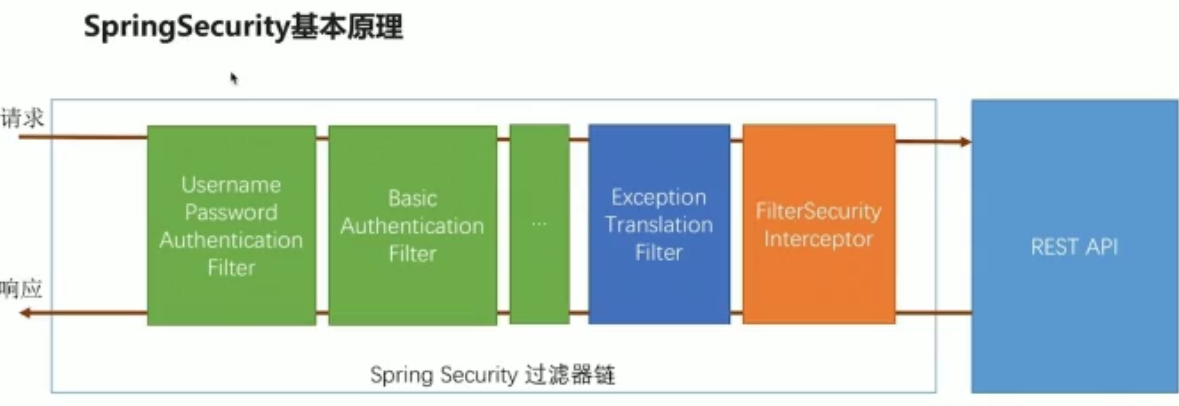 SpringSecurity基本原理
请求
Username
Password
Authentication
Filter
Basic
Authentication
Filter
...
Exception
Translation
Filter
FilterSecurity
Interceptor
REST API
响应
Spring Security 过滤器链